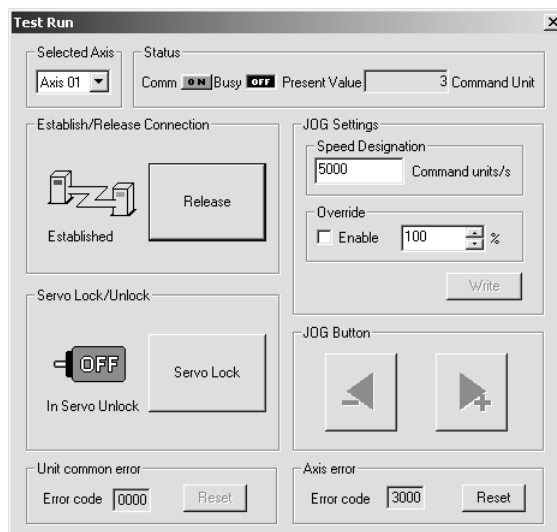 Test Run
Selected Axis
Axis 01
Status
Comm ON Busy OFF Present Value 3 Command Unit
Establish/Release Connection
Established
Release
JOG Settings
Speed Designation
5000 Command units/s
Override
Enable 100 %
Write
Servo Lock/Unlock
OFF
In Servo Unlock
Servo Lock
JOG Button
Unit common error
Error code 0000 Reset
Axis error
Error code 3000 Reset